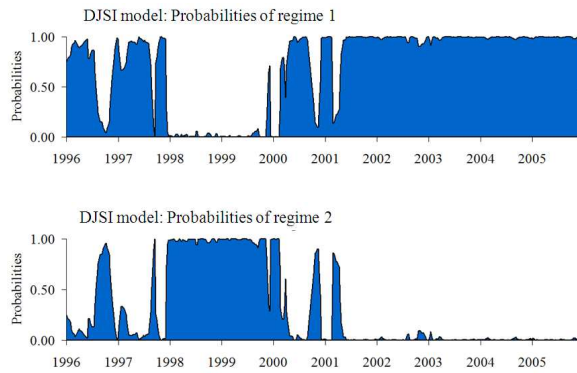 DJSI model: Probabilities of regime 1
1.00
0.50
0.00
Probabilities
1996 1997 1998 1999 2000 2001 2002 2003 2004 2005
DJSI model: Probabilities of regime 2
1.00
0.50
0.00
Probabilities
1996 1997 1998 1999 2000 2001 2002 2003 2004 2005